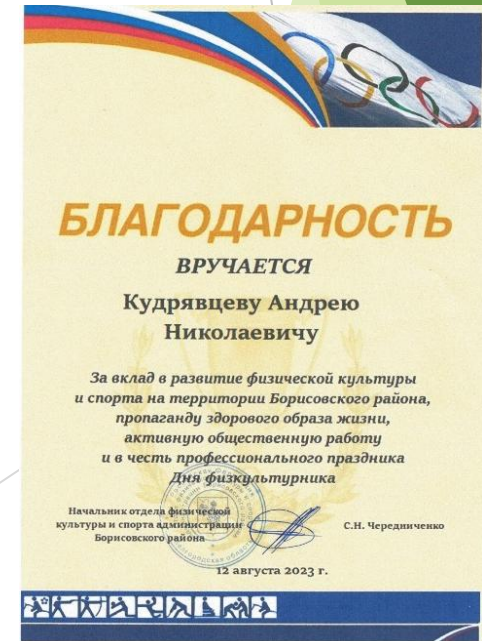 БЛАГОДАРНОСТЬ
ВРУЧАЕТСЯ
Кудрявцеву Андрею
Николаевичу
За вклад в развитие физической культуры
и спорта на территории Борисовского района,
пропаганду здорового образа жизни,
активную общественную работу
и в честь профессионального праздника
Дня физкультурника
Начальник отдела физической
культуры и спорта администрации
Борисовского района
С.Н. Чередниченко
12 августа 2023 г.